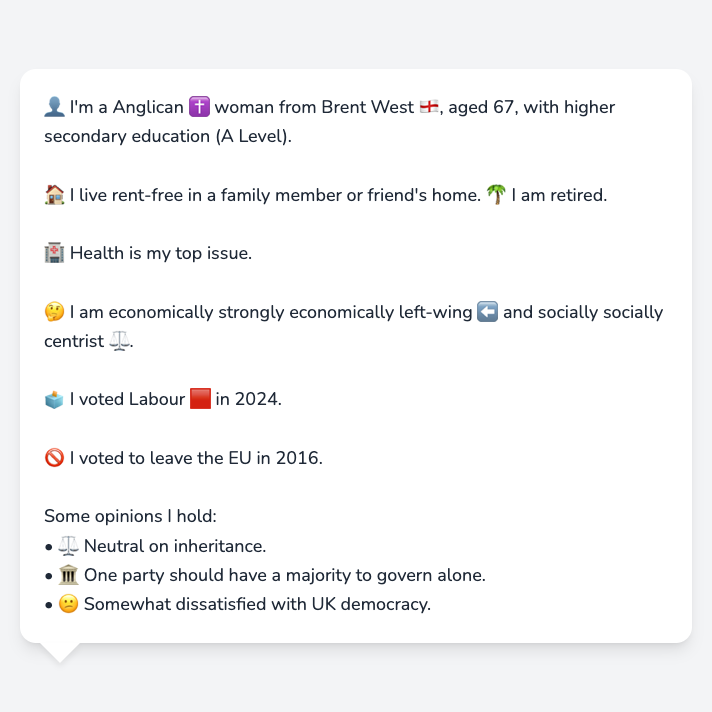 👤 I'm a Anglican ✝️ woman from Brent West 🏴󠁧󠁢󠁥󠁮󠁧󠁿, aged 67, with higher
secondary education (A Level).
🏠 I live rent-free in a family member or friend's home. 🌴 I am retired.
🏥 Health is my top issue.
🤔 I am economically strongly economically left-wing ⬅️ and socially socially
centrist ⚖️.
🗳️ I voted Labour 🟥 in 2024.
🚫 I voted to leave the EU in 2016.
Some opinions I hold:
• ⚖️ Neutral on inheritance.
• 🏛️ One party should have a majority to govern alone.
• 😕 Somewhat dissatisfied with UK democracy.